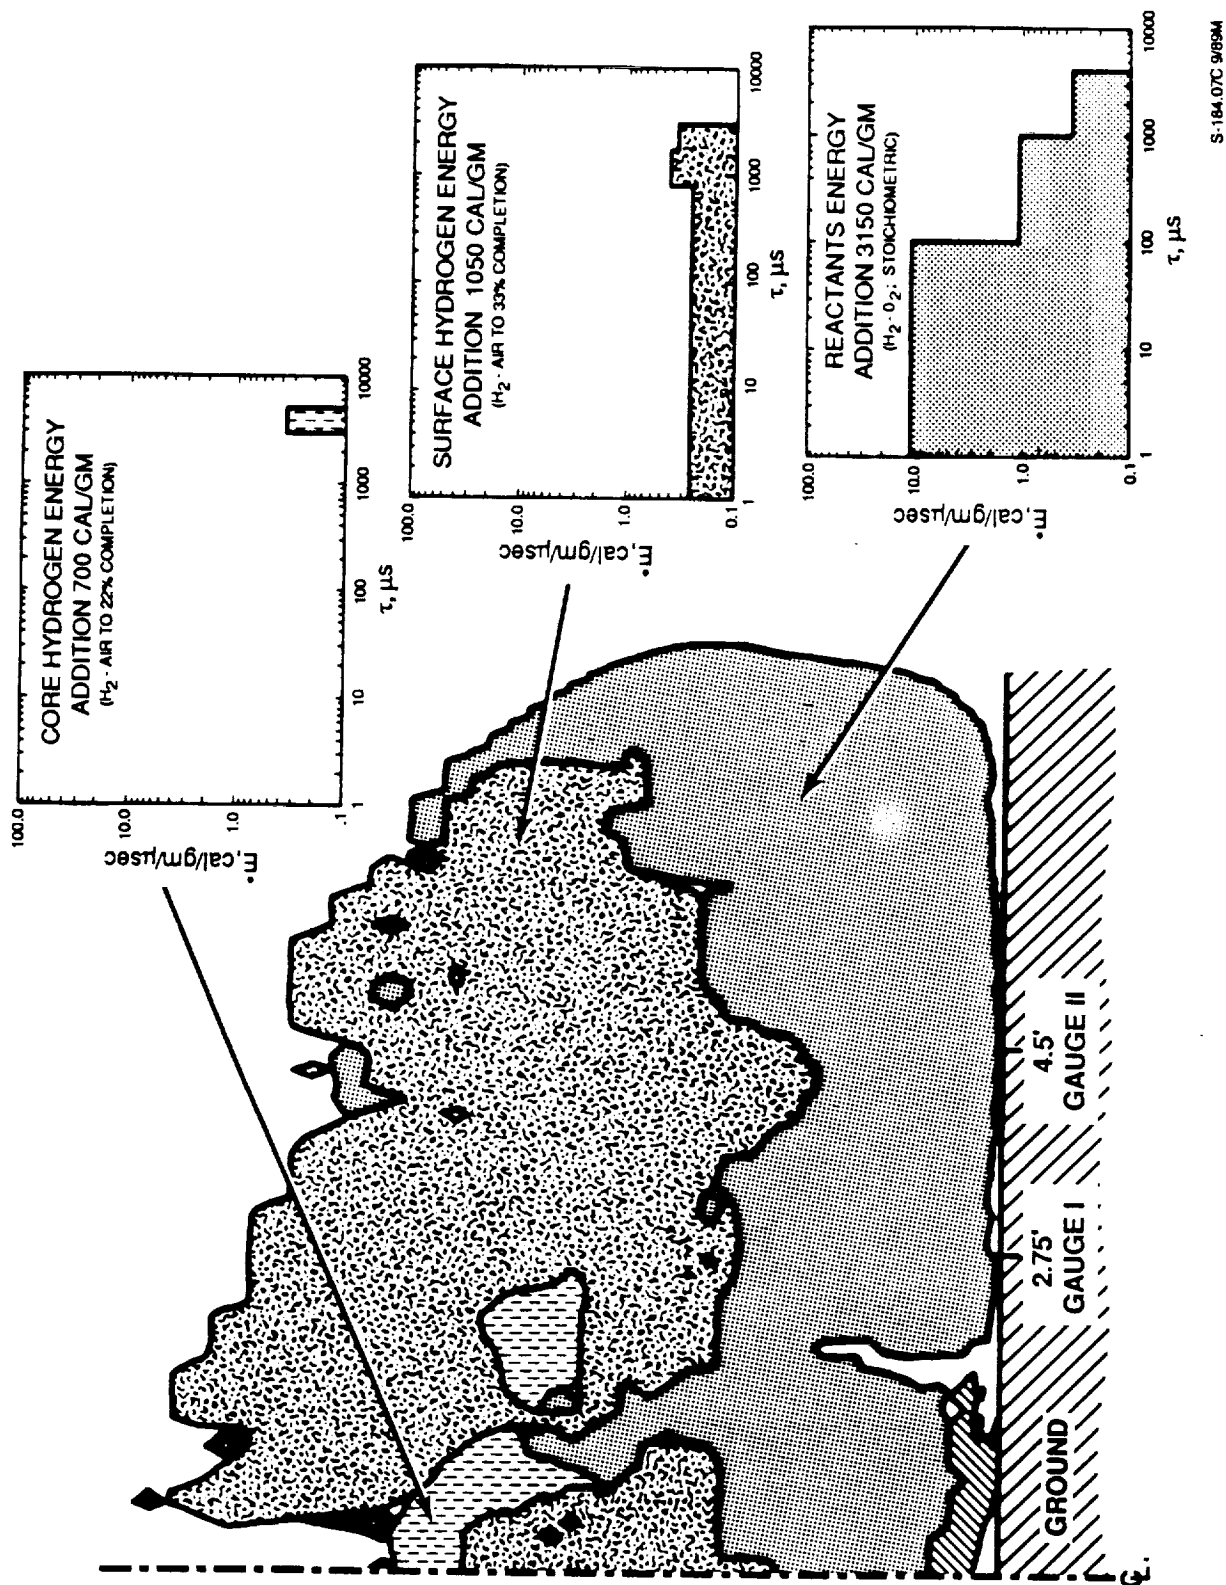 CORE HYDROGEN ENERGY
ADDITION 700 CAL/GM
(H₂ - AIR TO 22% COMPLETION)
100.0
10.0
1.0
.1
Ė, cal/gm/μsec
1
10
100
1000
10000
τ, μs
SURFACE HYDROGEN ENERGY
ADDITION 1050 CAL/GM
(H₂ - AIR TO 33% COMPLETION)
100.0
10.0
1.0
0.1
Ė, cal/gm/μsec
1
10
100
1000
10000
τ, μs
REACTANTS ENERGY
ADDITION 3150 CAL/GM
(H₂ - O₂; STOICHIOMETRIC)
100.0
10.0
1.0
0.1
Ė, cal/gm/μsec
1
10
100
1000
10000
τ, μs
GROUND
2.75'
GAUGE I
4.5'
GAUGE II
℄
S-184.07C 9/89M